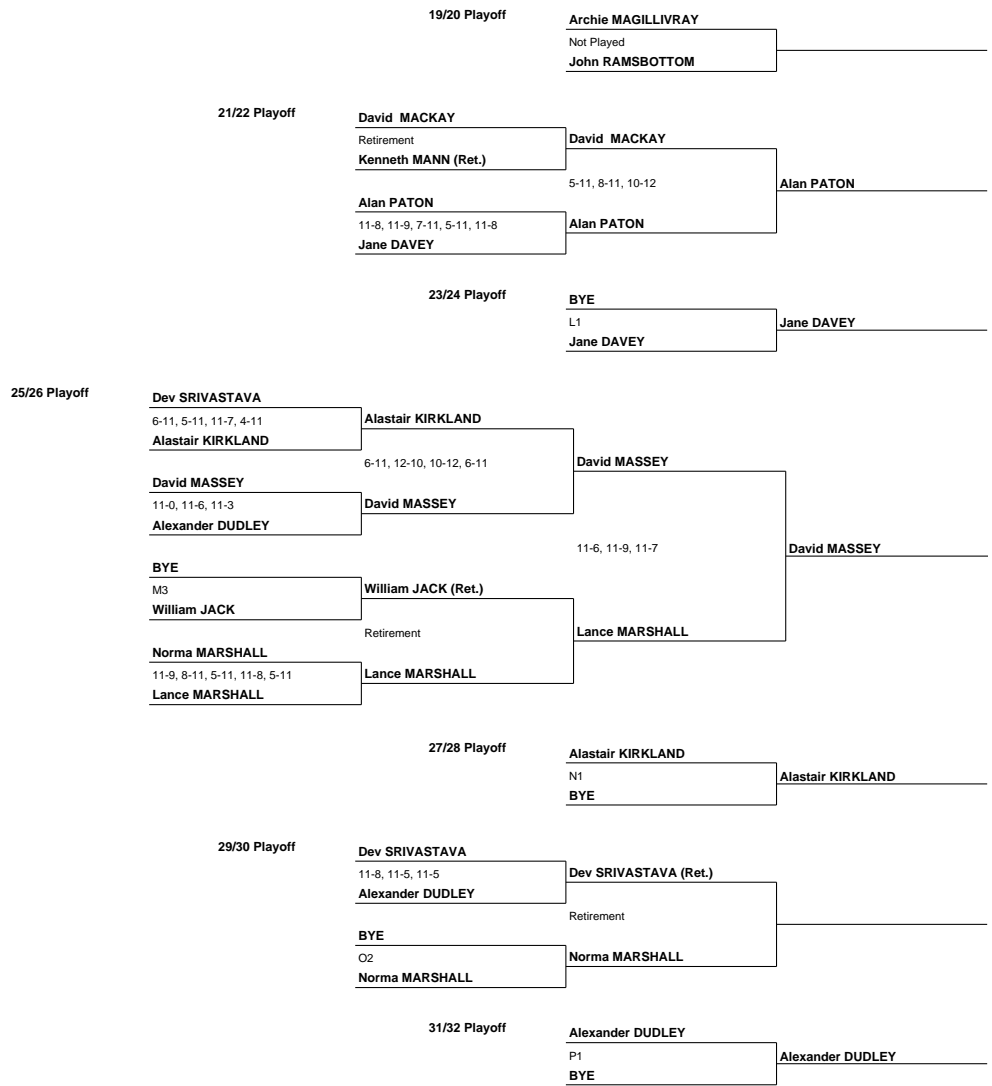 19/20 Playoff
Archie MAGILLIVRAY
Not Played
John RAMSBOTTOM
21/22 Playoff
David MACKAY
Retirement
Kenneth MANN (Ret.)
David MACKAY
5-11, 8-11, 10-12
Alan PATON
Alan PATON
11-8, 11-9, 7-11, 5-11, 11-8
Jane DAVEY
Alan PATON
23/24 Playoff
BYE
L1
Jane DAVEY
Jane DAVEY
25/26 Playoff
Dev SRIVASTAVA
6-11, 5-11, 11-7, 4-11
Alastair KIRKLAND
Alastair KIRKLAND
6-11, 12-10, 10-12, 6-11
David MASSEY
David MASSEY
11-0, 11-6, 11-3
Alexander DUDLEY
David MASSEY
11-6, 11-9, 11-7
David MASSEY
BYE
M3
William JACK
William JACK (Ret.)
Retirement
Lance MARSHALL
Norma MARSHALL
11-9, 8-11, 5-11, 11-8, 5-11
Lance MARSHALL
Lance MARSHALL
27/28 Playoff
Alastair KIRKLAND
N1
BYE
Alastair KIRKLAND
29/30 Playoff
Dev SRIVASTAVA
11-8, 11-5, 11-5
Alexander DUDLEY
Dev SRIVASTAVA (Ret.)
Retirement
BYE
O2
Norma MARSHALL
Norma MARSHALL
31/32 Playoff
Alexander DUDLEY
P1
BYE
Alexander DUDLEY